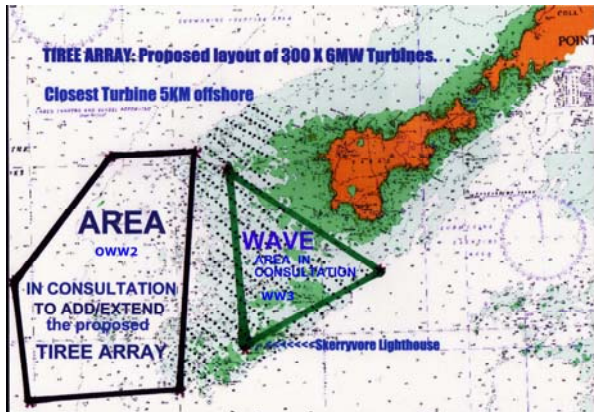 COLL
POINT
TIREE ARRAY: Proposed layout of 300 X 6MW Turbines.
Closest Turbine 5KM offshore
AREA
OWW2
IN CONSULTATION
TO ADD/EXTEND
the proposed
TIREE ARRAY
WAVE
AREA IN
CONSULTATION
WW3
<<<<<<<Skerryvore Lighthouse